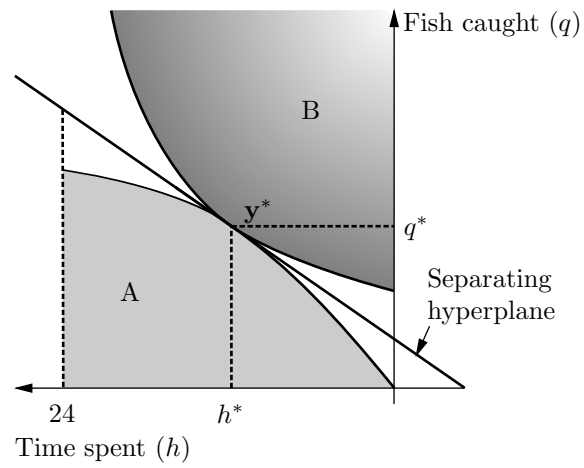 Fish caught (q)
B
y*
q*
A
Separating
hyperplane
24
h*
Time spent (h)